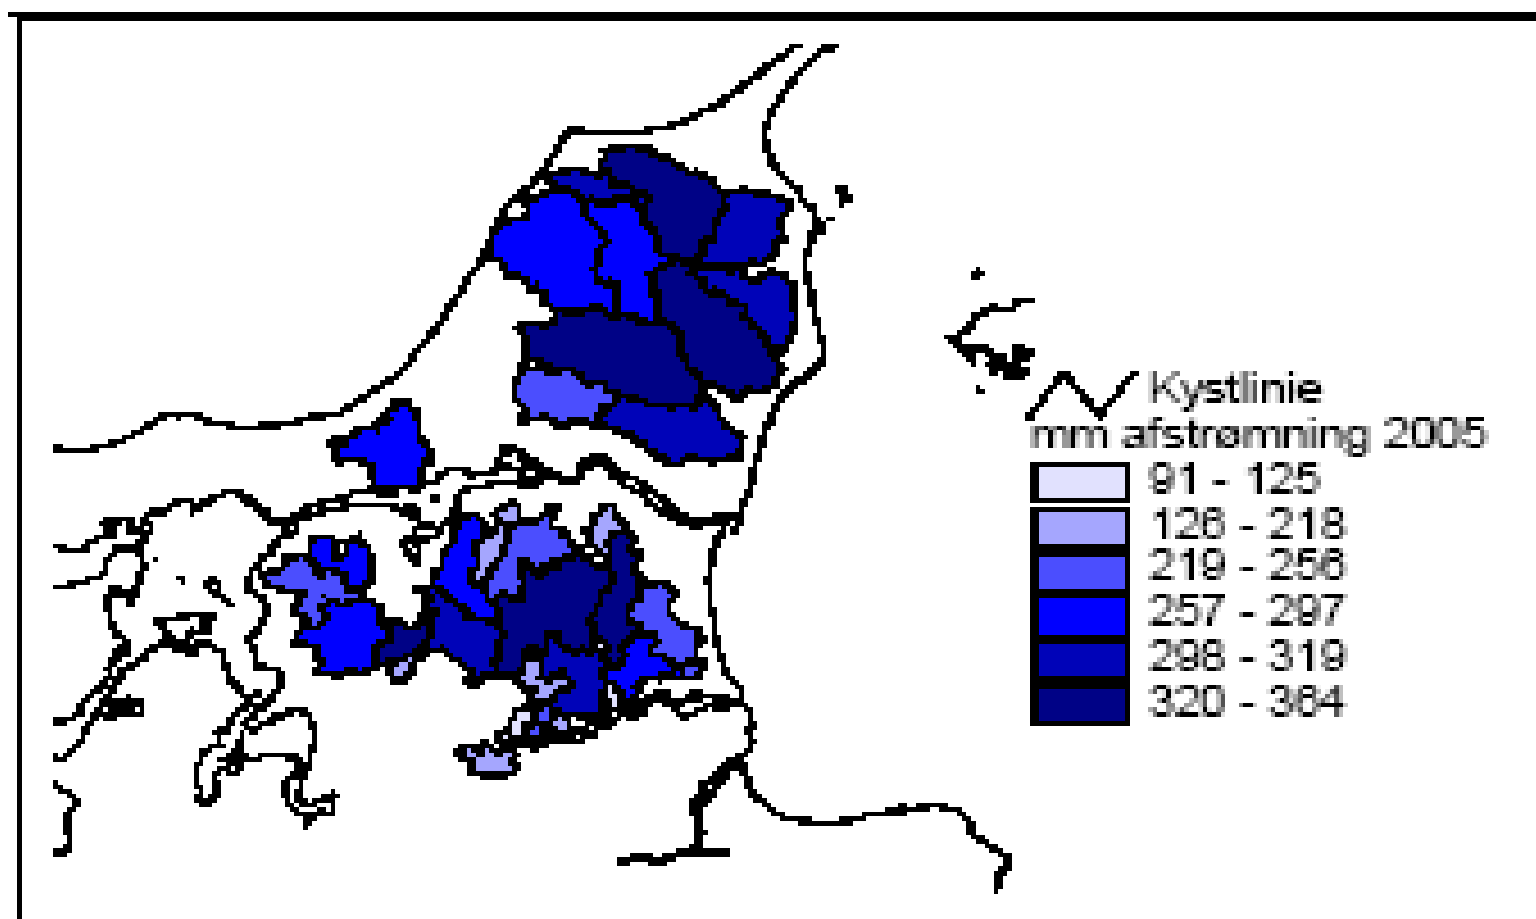 Kystlinie
mm afstrømning 2005
91 - 125
126 - 218
219 - 256
257 - 297
298 - 319
320 - 364